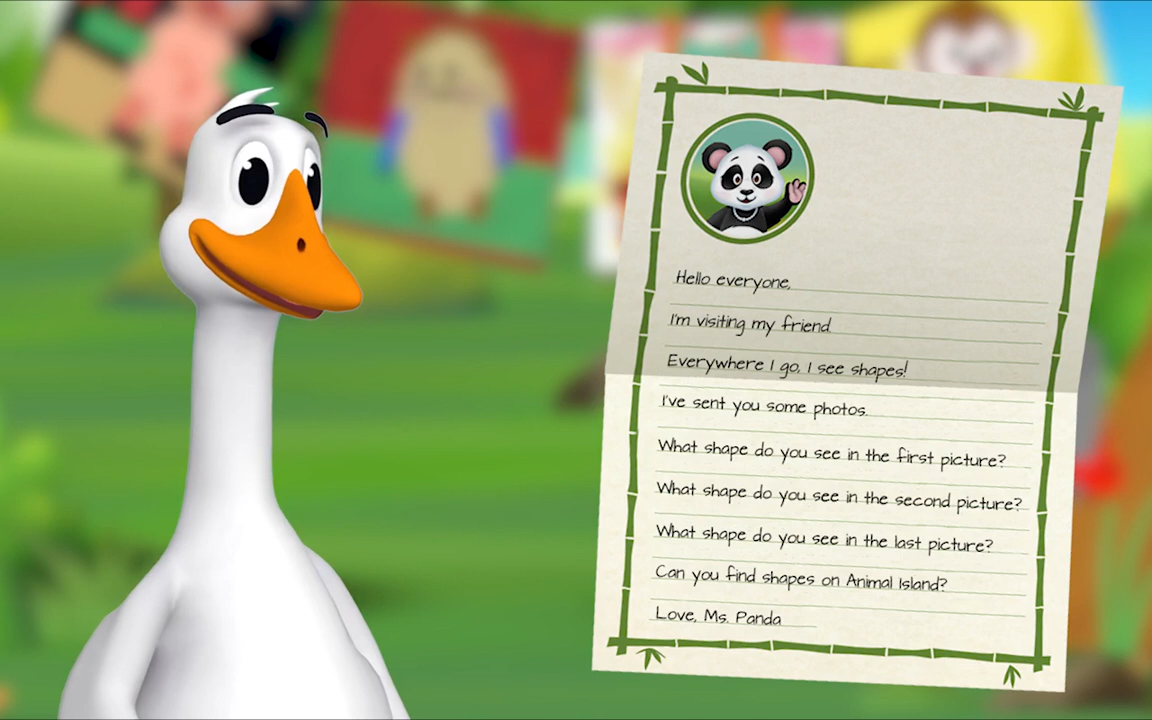 Hello everyone,
I'm visiting my friend.
Everywhere I go, I see shapes!
I've sent you some photos.
What shape do you see in the first picture?
What shape do you see in the second picture?
What shape do you see in the last picture?
Can you find shapes on Animal Island?
Love, Ms. Panda